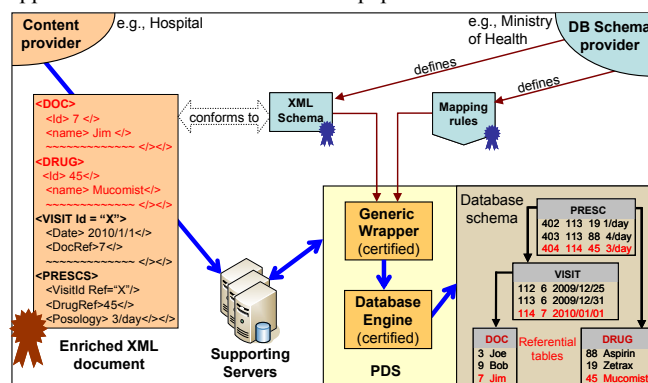 Content
provider
e.g., Hospital
e.g., Ministry
of Health
DB Schema
provider
defines
defines
<DOC>
<Id> 7 </>
<name> Jim </>
~~~~~~~~~~~~~ </></>
<DRUG>
<Id> 45</>
<name> Mucomist</>
~~~~~~~~~~~~~ </></>
<VISIT Id = “X”>
<Date> 2010/1/1</>
<DocRef>7</>
~~~~~~~~~~~~~ </></>
<PRESCS>
<VisitId Ref=“X”/>
<DrugRef>45</>
<Posology> 3/day</></>
Enriched XML
document
conforms to
XML
Schema
Mapping
rules
Supporting
Servers
Generic
Wrapper
(certified)
Database
Engine
(certified)
PDS
Database
schema
PRESC
402 113 19 1/day
403 113 88 4/day
404 114 45 3/day
VISIT
112 6 2009/12/25
113 6 2009/12/31
114 7 2010/01/01
DOC
3 Joe
9 Bob
7 Jim
Referential
tables
DRUG
88 Aspirin
19 Zetrax
45 Mucomist